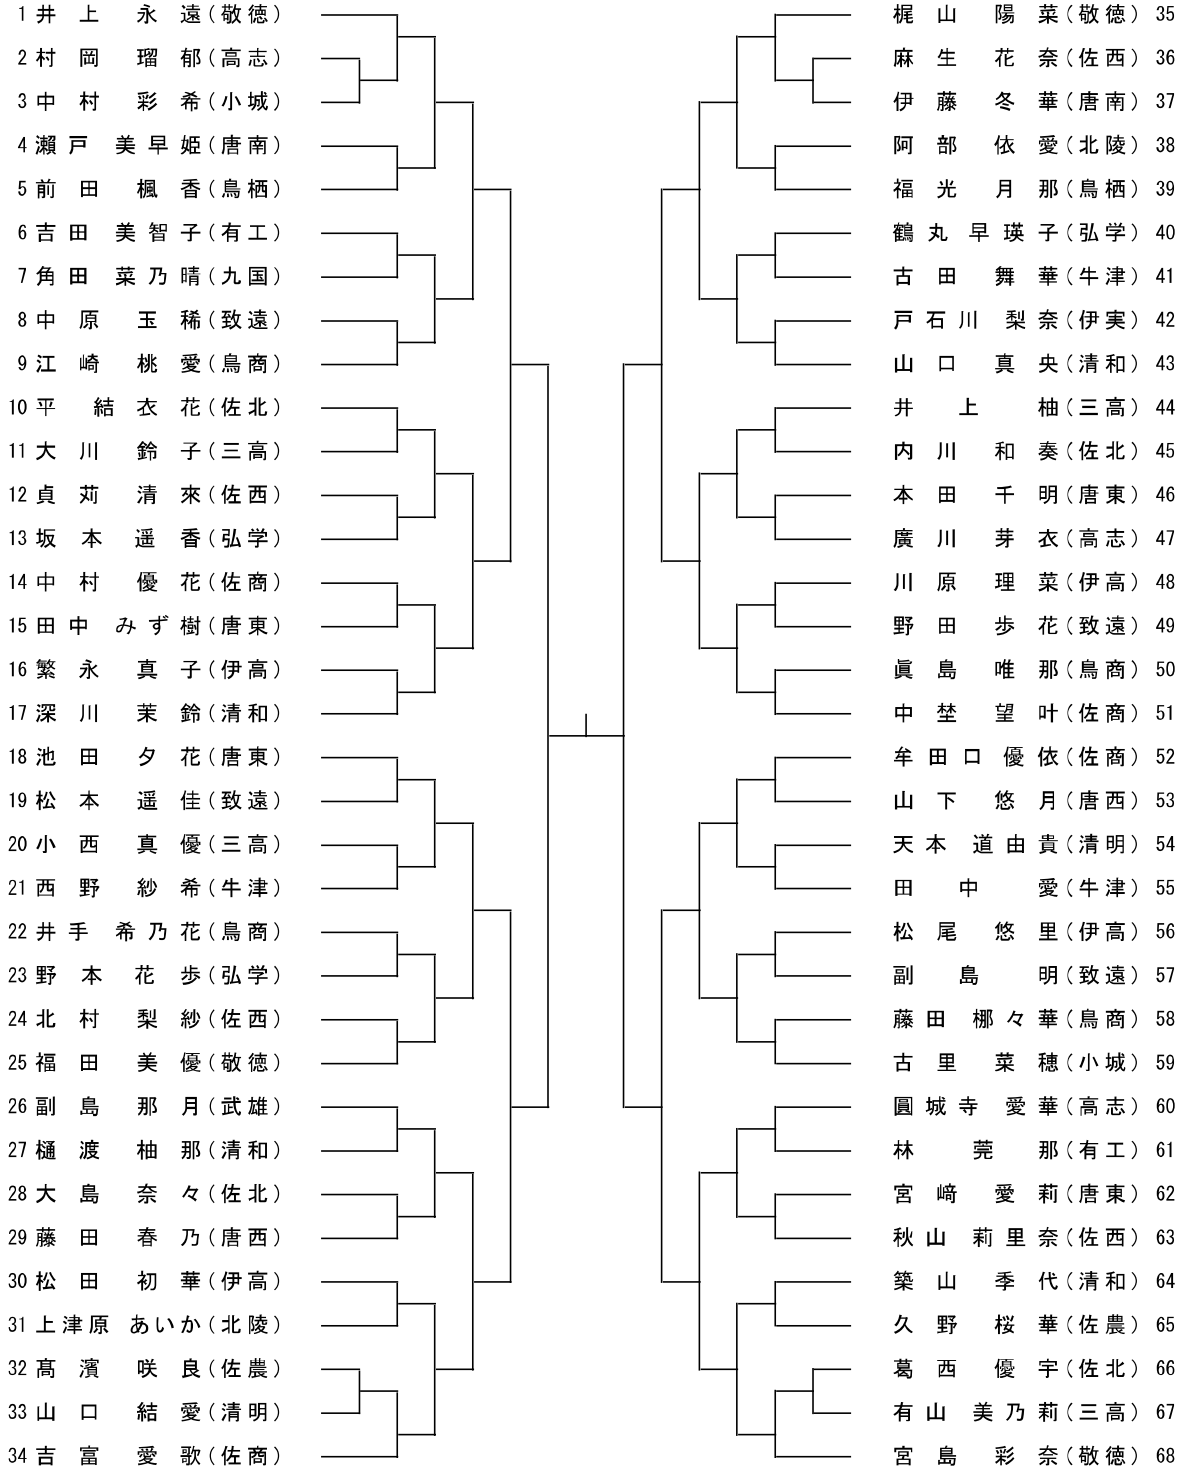 1 井上 永遠(敬徳)
2 村岡 瑠郁(高志)
3 中村 彩希(小城)
4 瀨戸 美早姫(唐南)
5 前田 楓香(鳥栖)
6 吉田 美智子(有工)
7 角田 菜乃晴(九国)
8 中原 玉稀(致遠)
9 江崎 桃愛(鳥商)
10 平 結衣花(佐北)
11 大川 鈴子(三高)
12 貞苅 清來(佐西)
13 坂本 遥香(弘学)
14 中村 優花(佐商)
15 田中 みず樹(唐東)
16 繁永 真子(伊高)
17 深川 茉鈴(清和)
18 池田 夕花(唐東)
19 松本 遥佳(致遠)
20 小西 真優(三高)
21 西野 紗希(牛津)
22 井手 希乃花(鳥商)
23 野本 花歩(弘学)
24 北村 梨紗(佐西)
25 福田 美優(敬徳)
26 副島 那月(武雄)
27 樋渡 柚那(清和)
28 大島 奈々(佐北)
29 藤田 春乃(唐西)
30 松田 初華(伊高)
31 上津原 あいか(北陵)
32 髙濱 咲良(佐農)
33 山口 結愛(清明)
34 吉富 愛歌(佐商)
梶山 陽菜(敬徳) 35
麻生 花奈(佐西) 36
伊藤 冬華(唐南) 37
阿部 依愛(北陵) 38
福光 月那(鳥栖) 39
鶴丸 早瑛子(弘学) 40
古田 舞華(牛津) 41
戸石川 梨奈(伊実) 42
山口 真央(清和) 43
井上 柚(三高) 44
内川 和奏(佐北) 45
本田 千明(唐東) 46
廣川 芽衣(高志) 47
川原 理菜(伊高) 48
野田 歩花(致遠) 49
眞島 唯那(鳥商) 50
中埜 望叶(佐商) 51
牟田口 優依(佐商) 52
山下 悠月(唐西) 53
天本 道由貴(清明) 54
田中 愛(牛津) 55
松尾 悠里(伊高) 56
副島 明(致遠) 57
藤田 梛々華(鳥商) 58
古里 菜穂(小城) 59
圓城寺 愛華(高志) 60
林 莞那(有工) 61
宮﨑 愛莉(唐東) 62
秋山 莉里奈(佐西) 63
築山 季代(清和) 64
久野 桜華(佐農) 65
葛西 優宇(佐北) 66
有山 美乃莉(三高) 67
宮島 彩奈(敬徳) 68